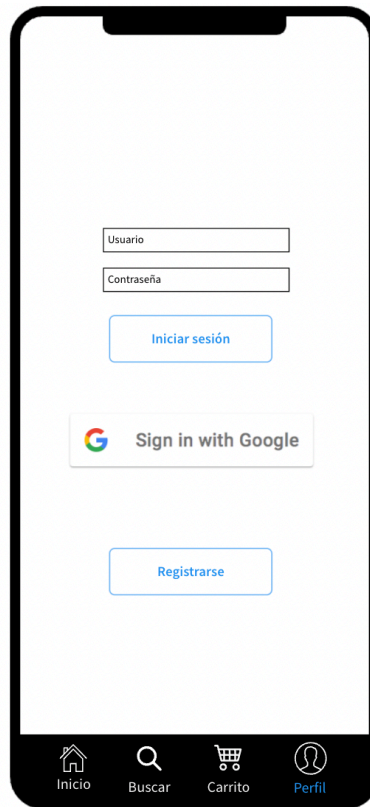 Usuario
Contraseña
Iniciar sesión
Sign in with Google
Registrarse
Inicio
Buscar
Carrito
Perfil